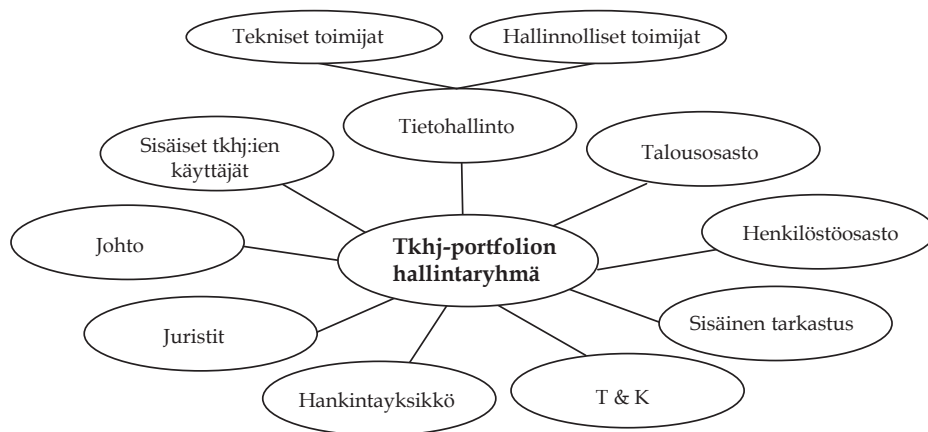 Tekniset toimijat
Hallinnolliset toimijat
Tietohallinto
Sisäiset tkhj:ien
käyttäjät
Talousosasto
Johto
Tkhj-portfolion
hallintaryhmä
Henkilöstöosasto
Juristit
Sisäinen tarkastus
Hankintayksikkö
T & K